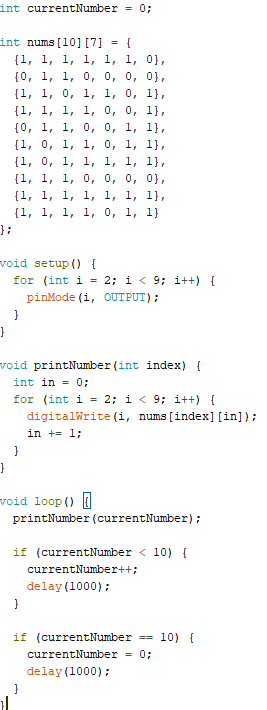 int currentNumber = 0;

int nums[10][7] = {
  {1, 1, 1, 1, 1, 1, 0},
  {0, 1, 1, 0, 0, 0, 0},
  {1, 1, 0, 1, 1, 0, 1},
  {1, 1, 1, 1, 0, 0, 1},
  {0, 1, 1, 0, 0, 1, 1},
  {1, 0, 1, 1, 0, 1, 1},
  {1, 0, 1, 1, 1, 1, 1},
  {1, 1, 1, 0, 0, 0, 0},
  {1, 1, 1, 1, 1, 1, 1},
  {1, 1, 1, 1, 0, 1, 1}
};

void setup() {
  for (int i = 2; i < 9; i++) {
    pinMode(i, OUTPUT);
  }
}

void printNumber(int index) {
  int in = 0;
  for (int i = 2; i < 9; i++) {
    digitalWrite(i, nums[index][in]);
    in += 1;
  }
}

void loop() {
  printNumber(currentNumber);

  if (currentNumber < 10) {
    currentNumber++;
    delay(1000);
  }

  if (currentNumber == 10) {
    currentNumber = 0;
    delay(1000);
  }
}